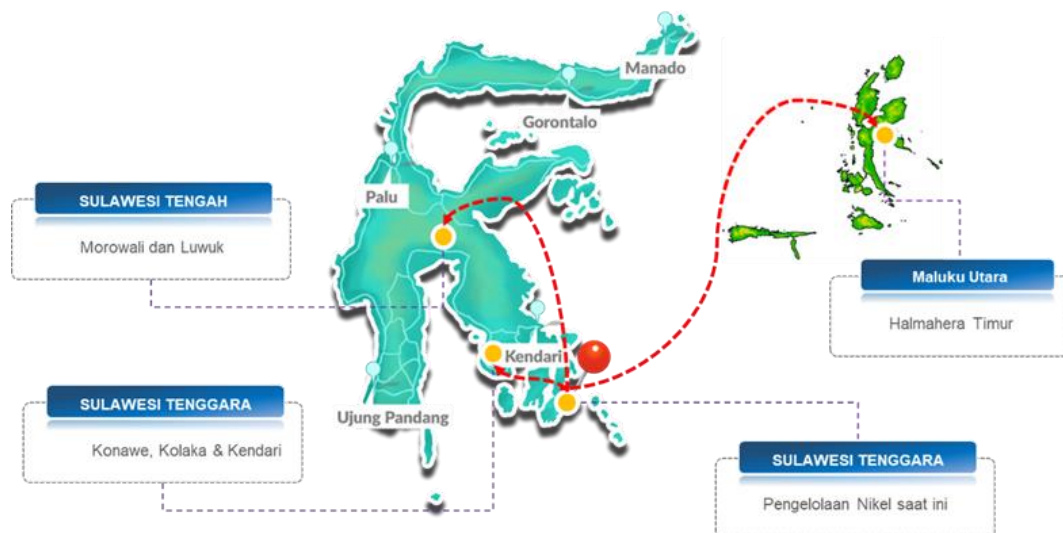 Manado
Gorontalo
Palu
SULAWESI TENGAH
Morowali dan Luwuk
Maluku Utara
Halmahera Timur
Kendari
Ujung Pandang
SULAWESI TENGGARA
Konawe, Kolaka & Kendari
SULAWESI TENGGARA
Pengelolaan Nikel saat ini